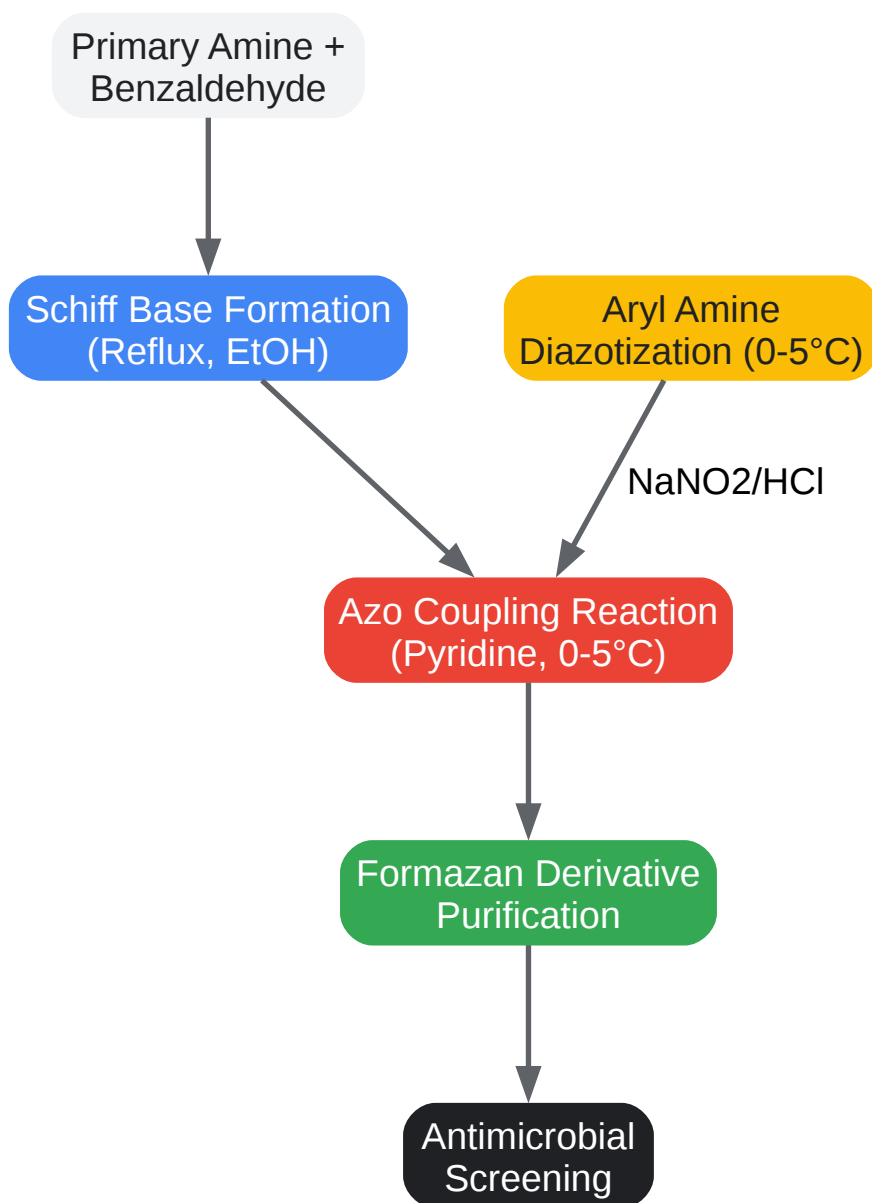 Primary Amine +
Benzaldehyde
Schiff Base Formation
(Reflux, EtOH)
Aryl Amine
Diazotization (0-5°C)
NaNO2/HCl
Azo Coupling Reaction
(Pyridine, 0-5°C)
Formazan Derivative
Purification
Antimicrobial
Screening